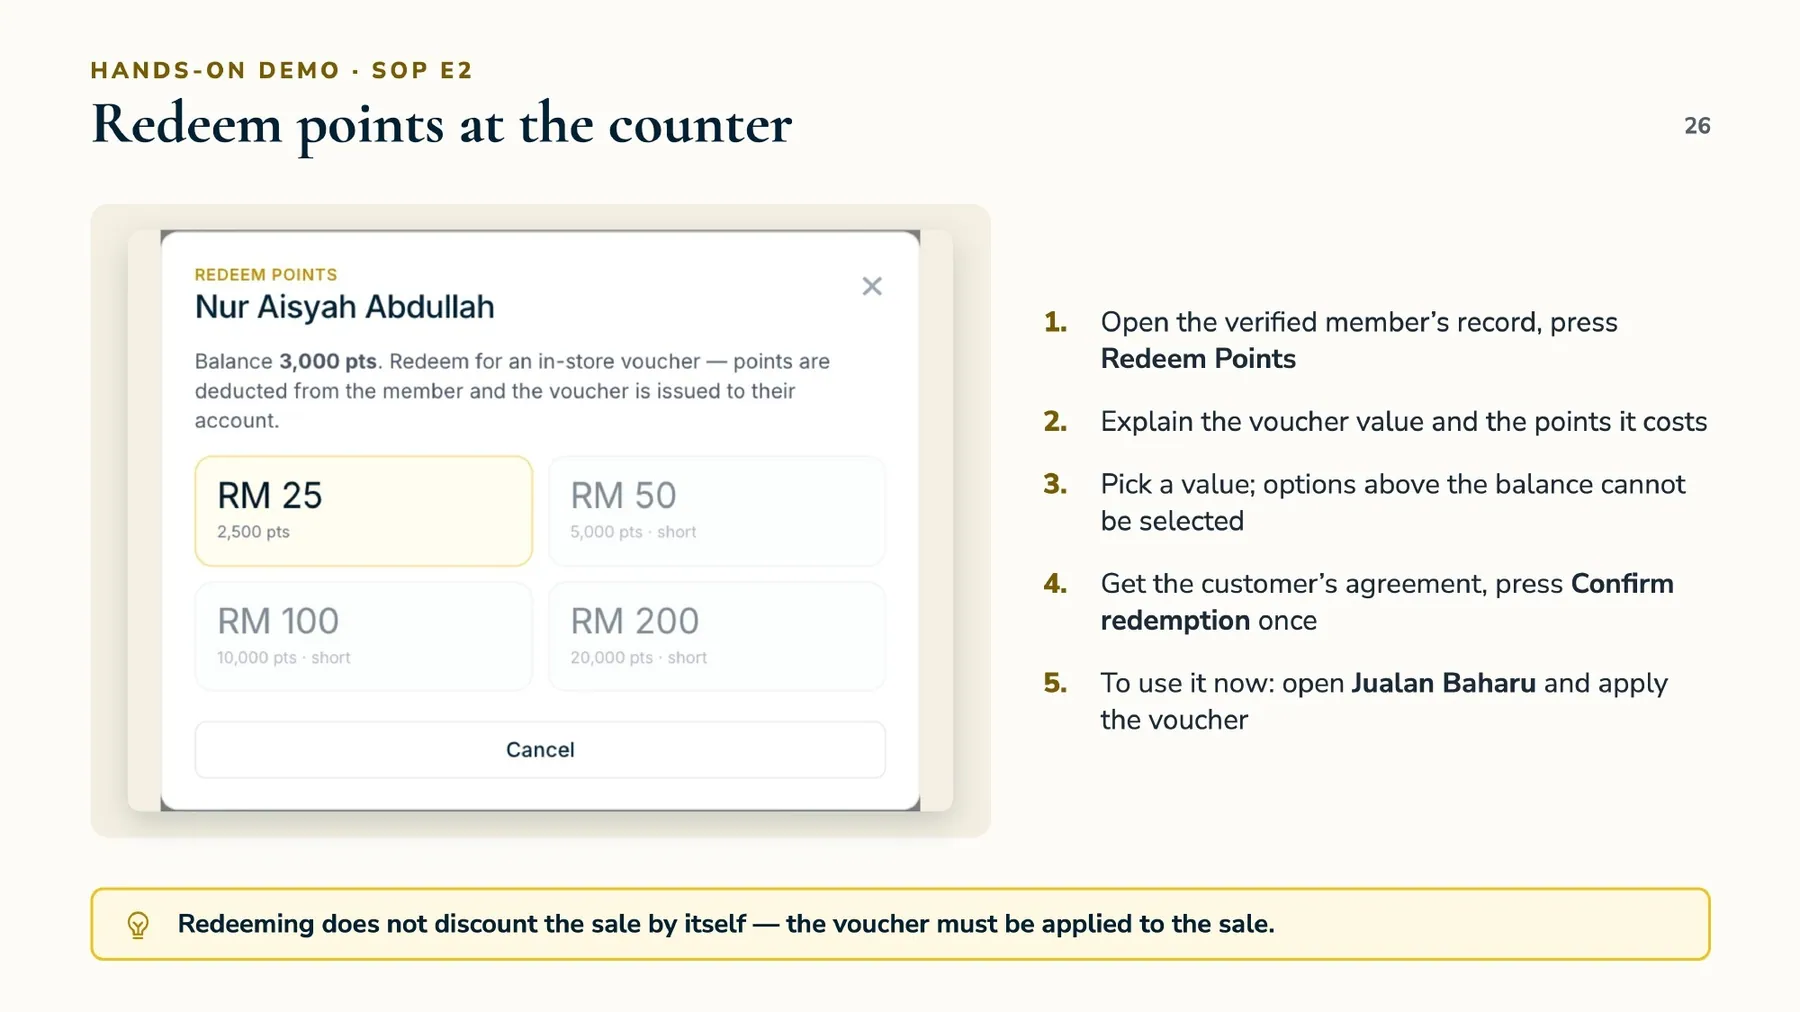 HANDS-ON DEMO · SOP E2
Redeem points at the counter
26
REDEEM POINTS
Nur Aisyah Abdullah
Balance 3,000 pts. Redeem for an in-store voucher — points are
deducted from the member and the voucher is issued to their
account.
RM 25
2,500 pts
RM 50
5,000 pts · short
RM 100
10,000 pts · short
RM 200
20,000 pts · short
Cancel
1. Open the verified member’s record, press
Redeem Points
2. Explain the voucher value and the points it costs
3. Pick a value; options above the balance cannot
be selected
4. Get the customer’s agreement, press Confirm
redemption once
5. To use it now: open Jualan Baharu and apply
the voucher
Redeeming does not discount the sale by itself — the voucher must be applied to the sale.